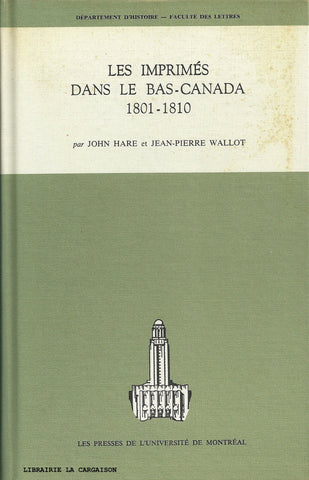 DÉPARTEMENT D'HISTOIRE — FACULTÉ DES LETTRES
LES IMPRIMÉS
DANS LE BAS-CANADA
1801-1810
par JOHN HARE et JEAN-PIERRE WALLOT
LES PRESSES DE L'UNIVERSITÉ DE MONTRÉAL
LIBRAIRIE LA CARGAISON